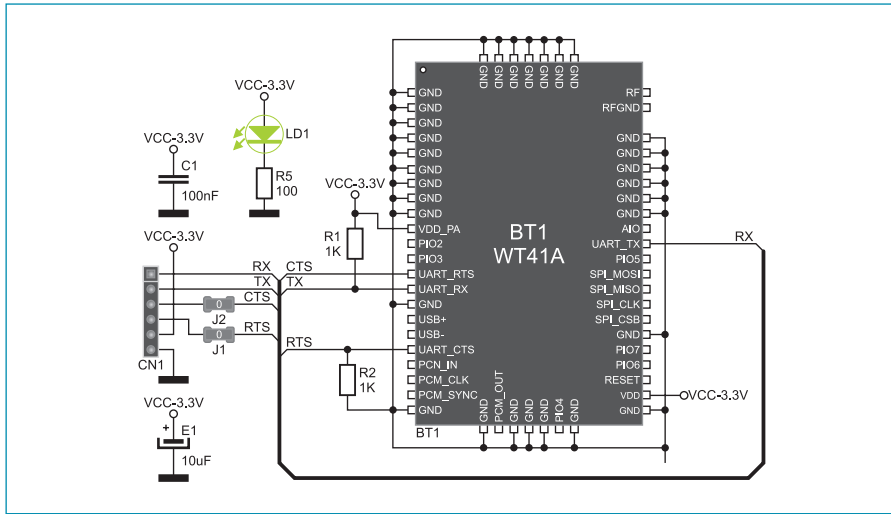 GND GND GND GND GND GND GND
VCC-3.3V
LD1
R5
100
VCC-3.3V
C1
100nF
VCC-3.3V
R1
1K
VCC-3.3V
RX
TX
CTS
RTS
J2
0
J1
0
CN1
CTS
TX
RTS
R2
1K
VCC-3.3V
+
E1
10uF
GND
GND
GND
GND
GND
GND
GND
GND
GND
VDD_PA
PIO2
PIO3
UART_RTS
UART_RX
GND
USB+
USB-
UART_CTS
PCN_IN
PCM_CLK
PCM_SYNC
GND
BT1
WT41A
RF
RFGND
GND
GND
GND
GND
GND
GND
AIO
UART_TX
PIO5
SPI_MOSI
SPI_MISO
SPI_CLK
SPI_CSB
GND
PIO7
PIO6
RESET
VDD
GND
RX
VCC-3.3V
GND PCM_OUT GND GND GND PIO4 GND
BT1